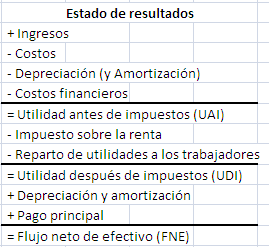 Estado de resultados
+ Ingresos
- Costos
- Depreciación (y Amortización)
- Costos financieros
= Utilidad antes de impuestos (UAI)
- Impuesto sobre la renta
- Reparto de utilidades a los trabajadores
= Utilidad después de impuestos (UDI)
+ Depreciación y amortización
+ Pago principal
= Flujo neto de efectivo (FNE)